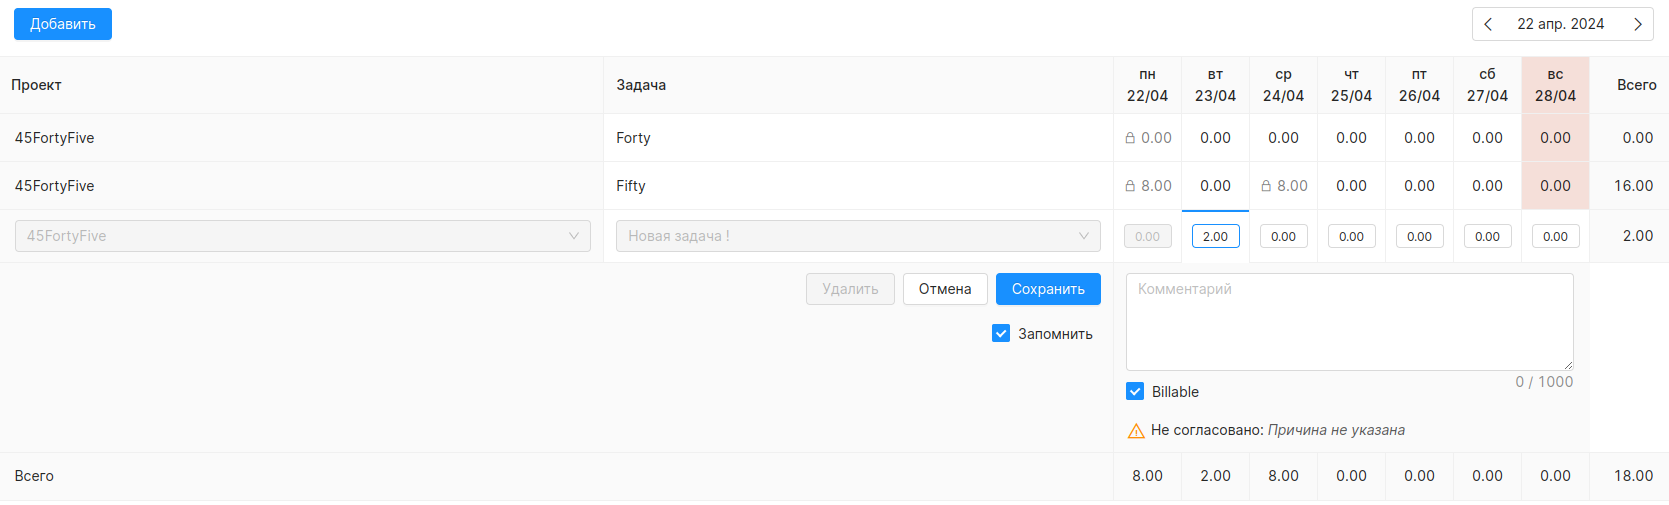 Добавить
22 апр. 2024
Проект Задача пн 22/04 вт 23/04 ср 24/04 чт 25/04 пт 26/04 сб 27/04 вс 28/04 Всего
45FortyFive Forty 0.00 0.00 0.00 0.00 0.00 0.00 0.00 0.00
45FortyFive Fifty 8.00 0.00 8.00 0.00 0.00 0.00 0.00 16.00
45FortyFive Новая задача ! 0.00 2.00 0.00 0.00 0.00 0.00 0.00 2.00
Удалить Отмена Сохранить
Запомнить
Комментарий
0 / 1000
Billable
Не согласовано: Причина не указана
Всего 8.00 2.00 8.00 0.00 0.00 0.00 0.00 18.00